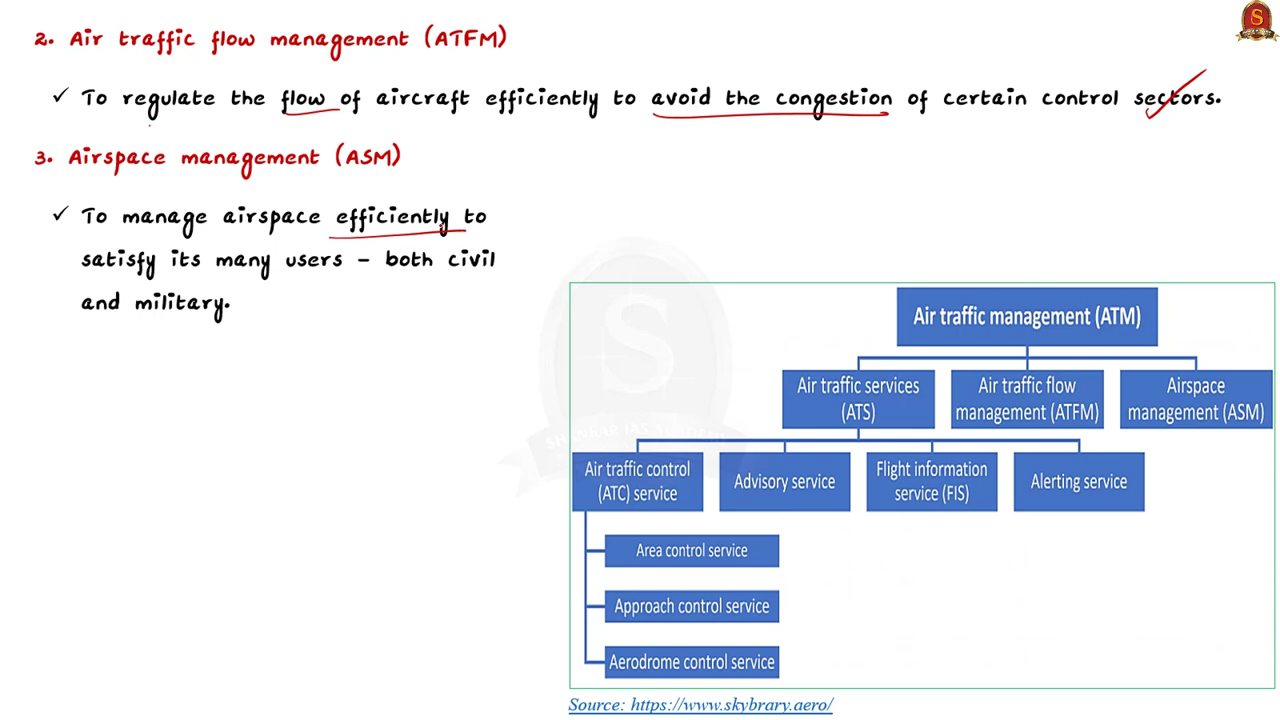 2. Air traffic flow management (ATFM)
✓ To regulate the flow of aircraft efficiently to avoid the congestion of certain control sectors.
3. Airspace management (ASM)
✓ To manage airspace efficiently to
satisfy its many users - both civil
and military.
Air traffic management (ATM)
Air traffic services
(ATS)
Air traffic flow
management (ATFM)
Airspace
management (ASM)
Air traffic control
(ATC) service
Advisory service
Flight information
service (FIS)
Alerting service
Area control service
Approach control service
Aerodrome control service
SHANKAR IAS ACADEMY
Source: https://www.skybrary.aero/